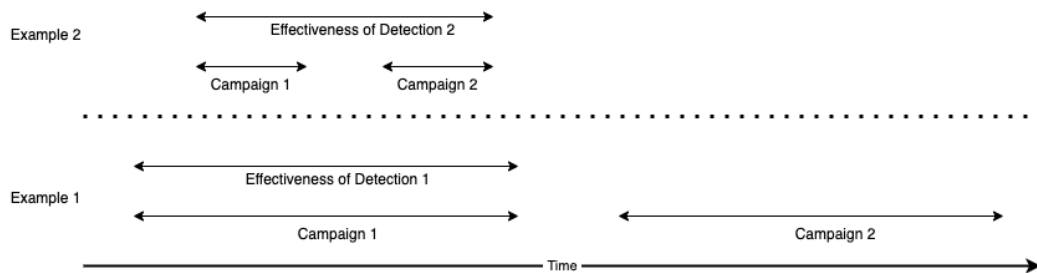 Example 2
Effectiveness of Detection 2
Campaign 1
Campaign 2
Example 1
Effectiveness of Detection 1
Campaign 1
Campaign 2
Time